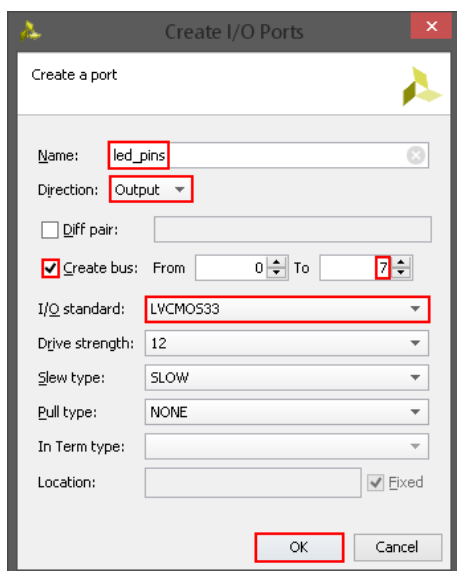 Create I/O Ports
Create a port
Name: led_pins
Direction: Output
Diff pair:
Create bus: From 0 To 7
I/O standard: LVCMOS33
Drive strength: 12
Slew type: SLOW
Pull type: NONE
In Term type:
Location: Fixed
OK Cancel